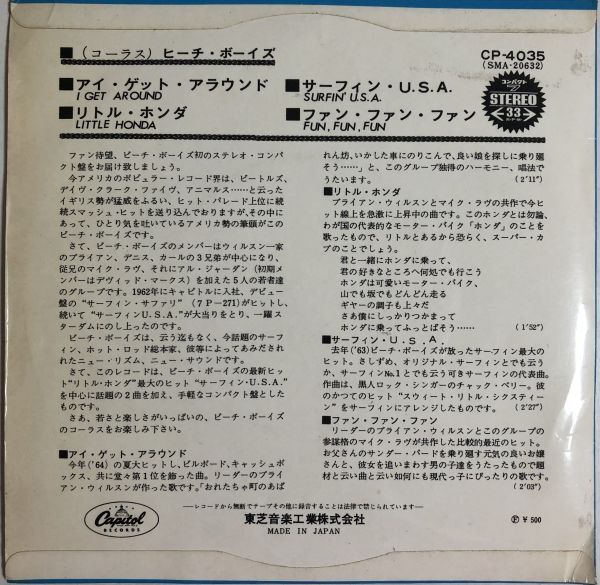 ■(コーラス)ビーチ・ボーイズ
CP-4035
(SMA・20632)
■アイ・ゲット・アラウンド
I GET AROUND
■リトル・ホンダ
LITTLE HONDA
■サーフィン・U.S.A.
SURFIN' U.S.A.
■ファン・ファン・ファン
FUN, FUN, FUN
コンパクト
7
STEREO
33
ファン待望、ビーチ・ボーイズ初のステレオ・コン
パクト盤をお届け致しましょう。
今アメリカのポピュラー・レコード界は、ビートルズ、
デイヴ・クラーク・ファイヴ、アニマルス……と云った
イギリス勢が猛威をふるい、ヒット・パレード上位に続
続スマッシュ・ヒットを送り込んでおりますが、その中に
あって、ひとり気を吐いているアメリカ勢の筆頭がこの
ビーチ・ボーイズです。
さて、ビーチ・ボーイズのメンバーはウィルスン一家
のブライアン、デニス、カールの3兄弟が中心になり、
従兄のマイク・ラヴ、それにアル・ジャーダン(初期メ
ンバーはデヴィッド・マークス)を加えた5人の若者達
のグループです。1962年にキャピトルに入社、デビュー
盤の“サーフィン・サファリ”(7P-271)がヒットし、
続いて“サーフィンU.S.A.”が大当りをとり、一躍ス
ターダムにのし上ったのです。
ビーチ・ボーイズは、云う迄もなく、今話題のサーフ
ィン、ホット・ロッド総本家、彼等によってあみだされ
たニュー・リズム、ニュー・サウンドです。
さて、このレコードは、ビーチ・ボーイズの最新ヒッ
ト“リトル・ホンダ”最大のヒット“サーフィン・U.S.A.”
を中心に話題の2曲を加え、手軽なコンパクト盤とした
ものです。
さあ、若さと楽しさがいっぱいの、ビーチ・ボーイズ
のコーラスをお楽しみ下さい。
■アイ・ゲット・アラウンド
今年('64)の夏大ヒットし、ビルボード、キャッシュボ
ックス、共に堂々第1位を飾った曲です。リーダーのブラ
イアン・ウィルスンが作った歌です。「おれたちゃ町のあば
れん坊、いかした車にのりこんで、良い娘を探しに乗り廻
そう……」と、このグループ独得のハーモニー、唱法で
うたいます。 (2'11")
■リトル・ホンダ
ブライアン・ウィルスンとマイク・ラヴの共作で今ヒ
ット線上を急激に上昇中の曲です。このホンダとは勿論、
わが国の代表的なモーター・バイク「ホンダ」のことを
歌ったもので、リトルとあるから恐らく、スーパー・カ
ブのことでしょう。
君と一緒にホンダに乗って、
君の好きなところへ何処でも行こう
ホンダは可愛いモーター・バイク、
山でも坂でもどんどん走る
ギヤーの調子も上々だ
さあ僕にしっかりつかまって
ホンダに乗ってふっとばそう…… (1'52")
■サーフィン・U.S.A.
去年('63)ビーチ・ボーイズが放ったサーフィン最大の
ヒット。さしずめ、オリジナル・サーフィンとでも云う
か、サーフィンNo.1とでも云う可きサーフィンの代表曲。
作曲は、黒人ロック・シンガーのチャック・ベリー。彼
のかつてのヒット“スウィート・リトル・シクスティー
ン”をサーフィンにアレンジしたものです。 (2'27")
■ファン・ファン・ファン
リーダーのブライアン・ウィルスンとこのグループの
参謀格のマイク・ラヴが共作した比較的最近のヒット。
お父さんのサンダー・バードを乗り廻す元気の良いお嬢
さんと、彼女を追いまわす男の子達をうたったもので題
材と云い曲と云い如何にも現代っ子にぴったりの歌です。
(2'03")
Capitol
RECORDS
——レコードから無断でテープその他に録音することは法律で禁じられています——
東芝音楽工業株式会社
MADE IN JAPAN
Ⓟ ¥500